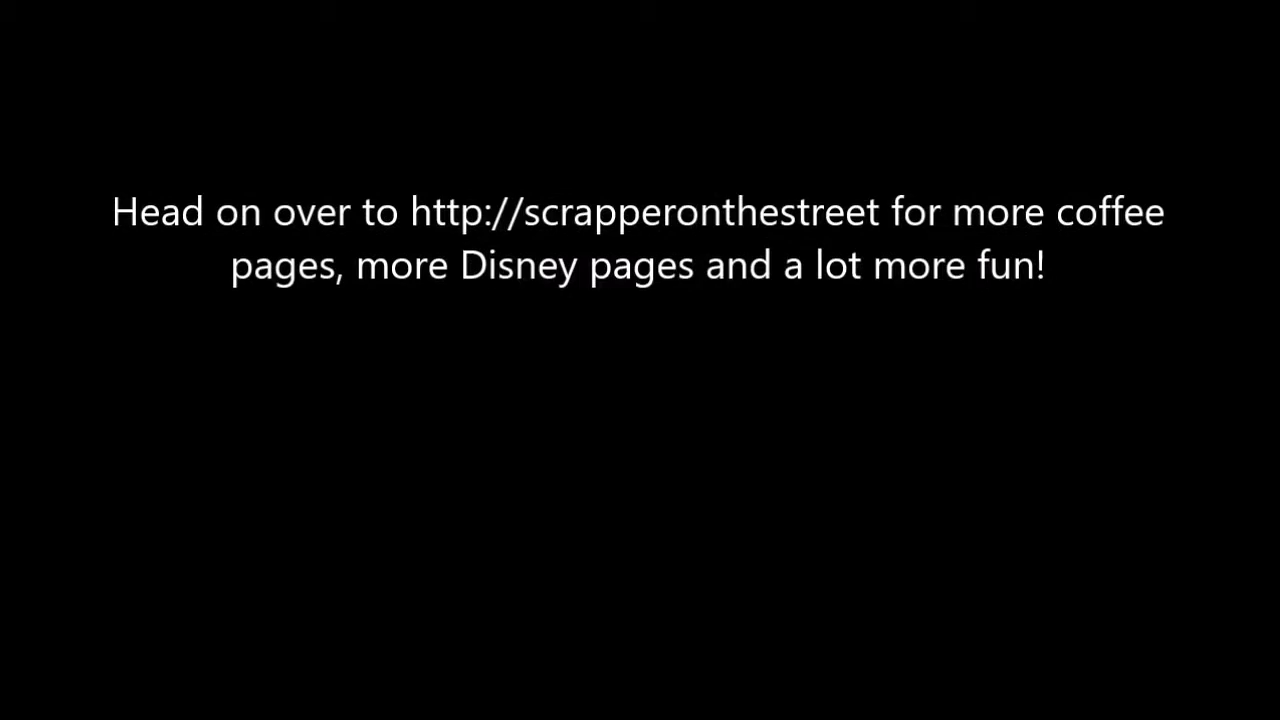 Head on over to http://scrapperonthestreet for more coffee
pages, more Disney pages and a lot more fun!